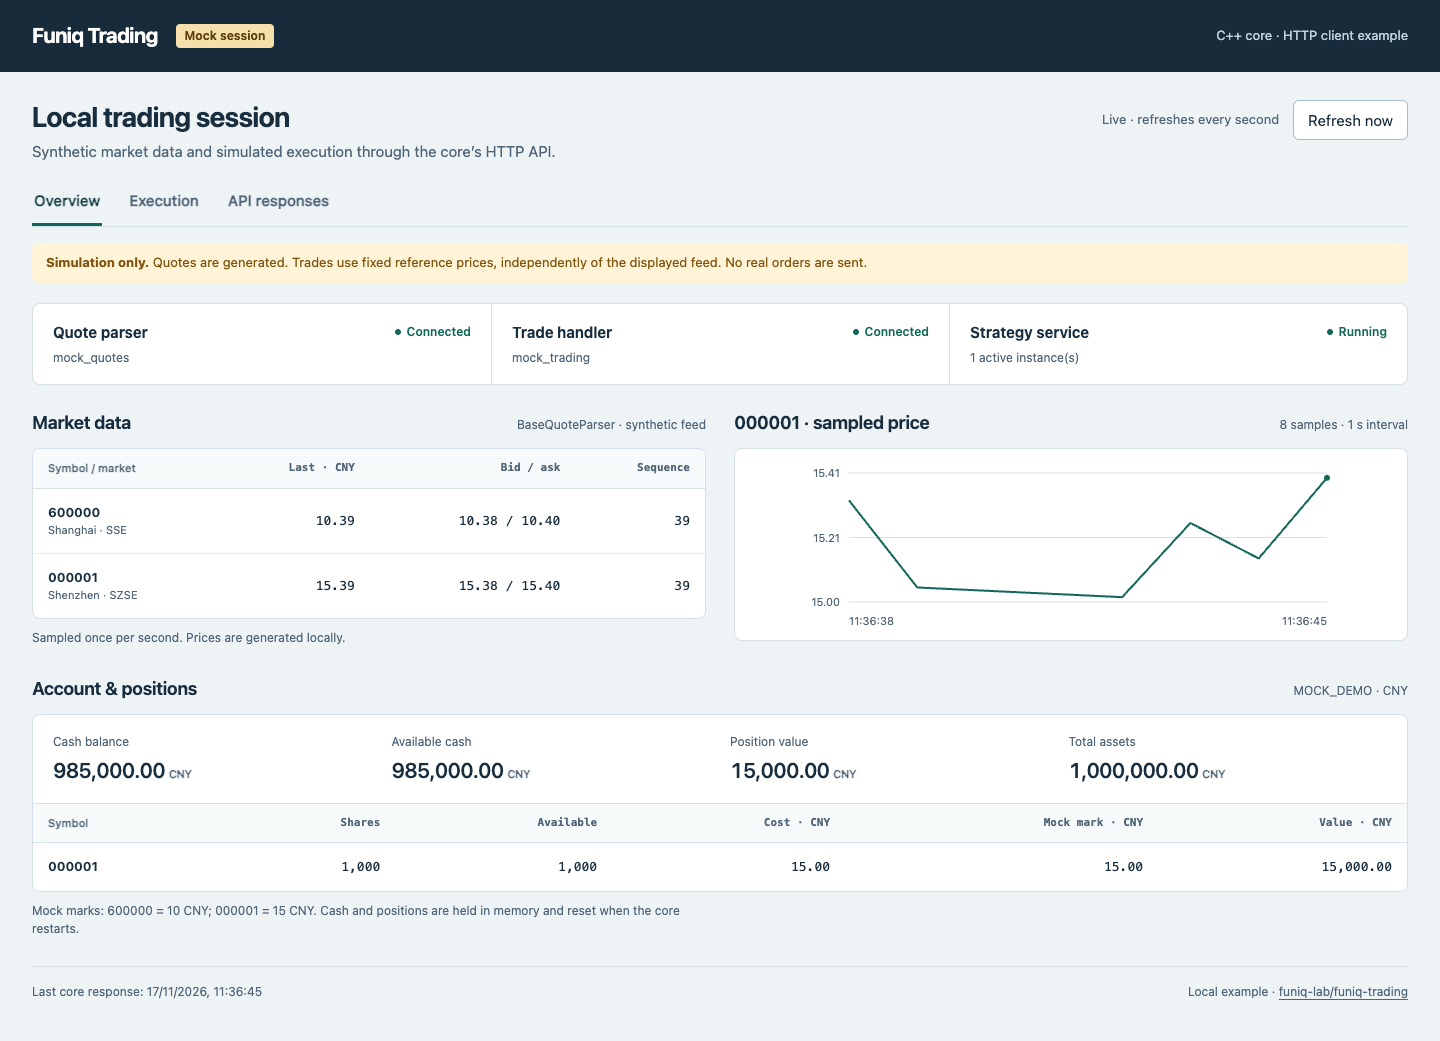 Funiq Trading
Mock session
C++ core · HTTP client example
Local trading session
Live · refreshes every second
Refresh now
Synthetic market data and simulated execution through the core’s HTTP API.
Overview
Execution
API responses
Simulation only. Quotes are generated. Trades use fixed reference prices, independently of the displayed feed. No real orders are sent.
Quote parser
Connected
mock_quotes
Trade handler
Connected
mock_trading
Strategy service
Running
1 active instance(s)
Market data
BaseQuoteParser · synthetic feed
Symbol / market
Last · CNY
Bid / ask
Sequence
600000
Shanghai · SSE
10.39
10.38 / 10.40
39
000001
Shenzhen · SZSE
15.39
15.38 / 15.40
39
Sampled once per second. Prices are generated locally.
000001 · sampled price
8 samples · 1 s interval
15.41
15.21
15.00
11:36:38
11:36:45
Account & positions
MOCK_DEMO · CNY
Cash balance
985,000.00 CNY
Available cash
985,000.00 CNY
Position value
15,000.00 CNY
Total assets
1,000,000.00 CNY
Symbol
Shares
Available
Cost · CNY
Mock mark · CNY
Value · CNY
000001
1,000
1,000
15.00
15.00
15,000.00
Mock marks: 600000 = 10 CNY; 000001 = 15 CNY. Cash and positions are held in memory and reset when the core
restarts.
Last core response: 17/11/2026, 11:36:45
Local example · funiq-lab/funiq-trading